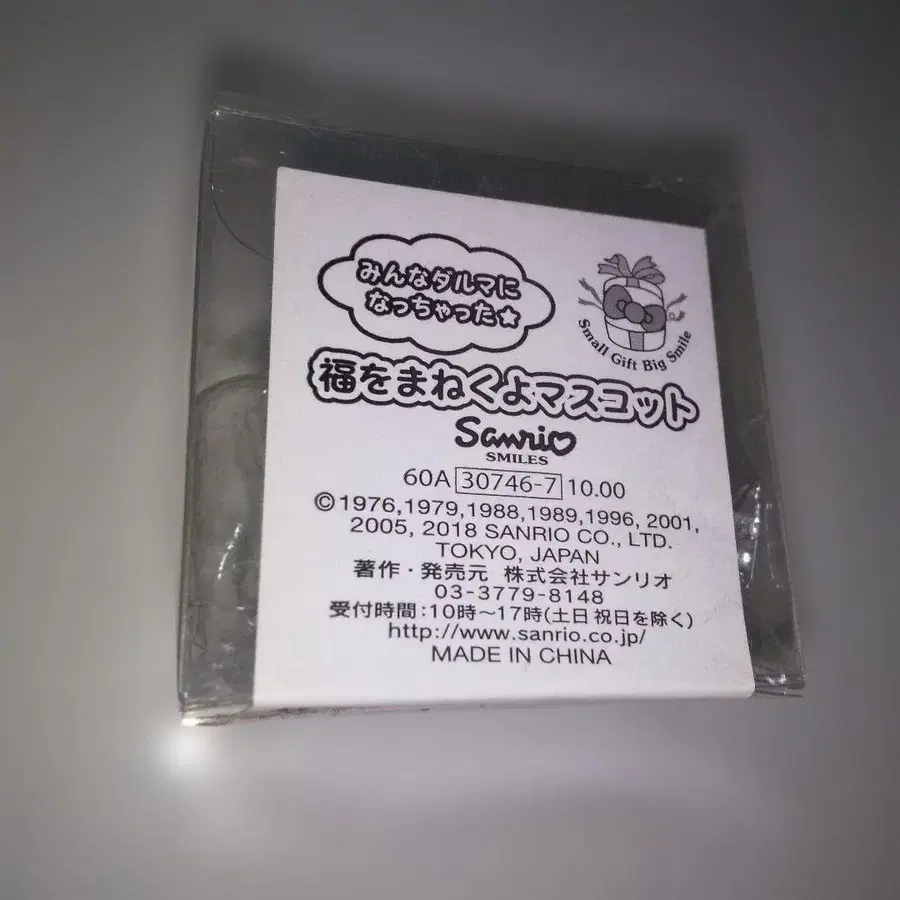 みんなダルマに
なっちゃった★
Small Gift Big Smile
福をまねくよマスコット
Sanrio
SMILES
60A 30746-7 10.00
©1976,1979,1988,1989,1996, 2001,
2005, 2018 SANRIO CO., LTD.
TOKYO, JAPAN
著作・発売元 株式会社サンリオ
03-3779-8148
受付時間:10時～17時(土日 祝日を除く)
http://www.sanrio.co.jp/
MADE IN CHINA